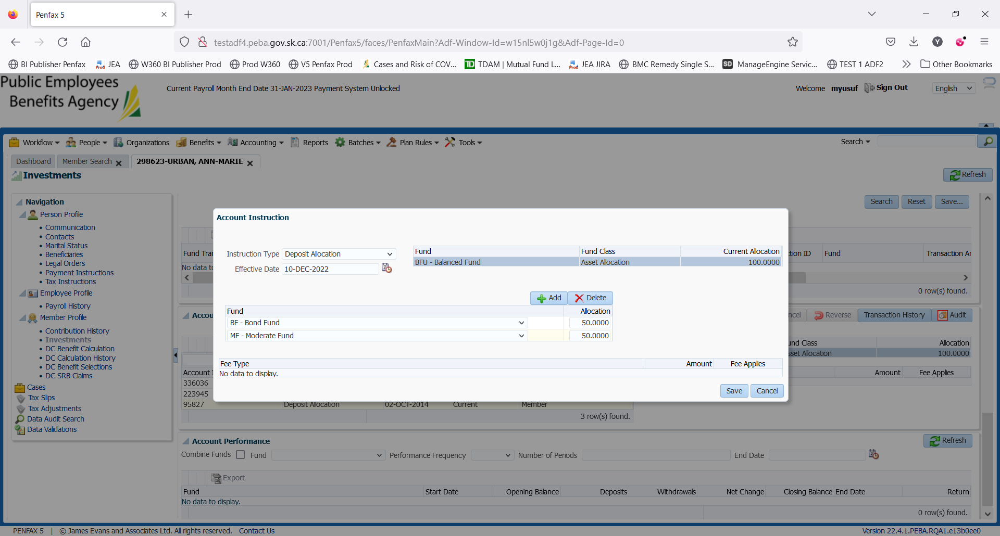 Penfax 5
testadf4.peba.gov.sk.ca:7001/Penfax5/faces/PenfaxMain?Adf-Window-Id=w15nl5w0j1g&Adf-Page-Id=0
BI Publisher Penfax JEA W360 BI Publisher Prod Prod W360 V5 Penfax Prod Cases and Risk of COV... TD TDAM | Mutual Fund L... JEA JIRA BMC Remedy Single S... SD ManageEngine Servic... TEST 1 ADF2 Other Bookmarks
Public Employees
Benefits Agency
Current Payroll Month End Date 31-JAN-2023 Payment System Unlocked
Welcome myusuf Sign Out English
Workflow People Organizations Benefits Accounting Reports Batches Plan Rules Tools Search
Dashboard Member Search 298623-URBAN, ANN-MARIE
Investments Refresh
Navigation
Person Profile
Communication
Contacts
Marital Status
Beneficiaries
Legal Orders
Payment Instructions
Tax Instructions
Employee Profile
Payroll History
Member Profile
Contribution History
Investments
DC Benefit Calculation
DC Calculation History
DC Benefit Selections
DC SRB Claims
Cases
Tax Slips
Tax Adjustments
Data Audit Search
Data Validations
Search Reset Save...
Fund Tra
tion ID Fund Transaction A
No data t
0 row(s) found.
Account Instruction
Instruction Type Deposit Allocation
Effective Date 10-DEC-2022
Fund Fund Class Current Allocation
BFU - Balanced Fund Asset Allocation 100.0000
Add Delete
Fund Allocation
BF - Bond Fund 50.0000
MF - Moderate Fund 50.0000
Fee Type Amount Fee Applies
No data to display.
Save Cancel
Accou
ncel Reverse Transaction History Audit
und Class Allocation
sset Allocation 100.0000
Amount Fee Applies
Account
336036
223945
95827 Deposit Allocation 02-OCT-2014 Current Member
3 row(s) found.
Account Performance Refresh
Combine Funds Fund Performance Frequency Number of Periods End Date
Export
Fund Start Date Opening Balance Deposits Withdrawals Net Change Closing Balance End Date Return
No data to display.
0 row(s) found.
PENFAX 5 | © James Evans and Associates Ltd. All rights reserved. Contact Us
Version 22.4.1.PEBA.RQA1.e13b0ee0